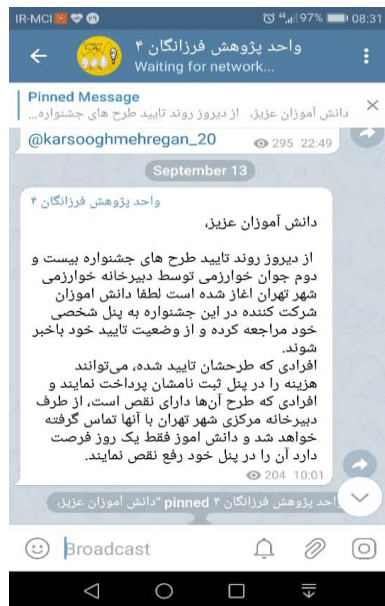 IR-MCI 97% 08:31
واحد پژوهش فرزانگان ۴
Waiting for network...
Pinned Message
دانش آموزان عزیز، از دیروز روند تایید طرح های جشنواره...
@karsooghmehregan_20 295 22:49
September 13
واحد پژوهش فرزانگان ۴
دانش آموزان عزیز،
از دیروز روند تایید طرح های جشنواره بیست و
دوم جوان خوارزمی توسط دبیرخانه خوارزمی
شهر تهران اغاز شده است لطفا دانش اموزان
شرکت کننده در این جشنواره به پنل شخصی
خود مراجعه کرده و از وضعیت تایید خود باخبر
شوند.
افرادی که طرحشان تایید شده، می‌توانند
هزینه را در پنل ثبت نامشان پرداخت نمایند و
افرادی که طرح آن‌ها دارای نقص است، از طرف
دبیرخانه مرکزی شهر تهران با آنها تماس گرفته
خواهد شد و دانش اموز فقط یک روز فرصت
دارد آن را در پنل خود رفع نقص نمایند.
204 10:01
واحد پژوهش فرزانگان ۴ pinned "دانش آموزان عزیز،
Broadcast